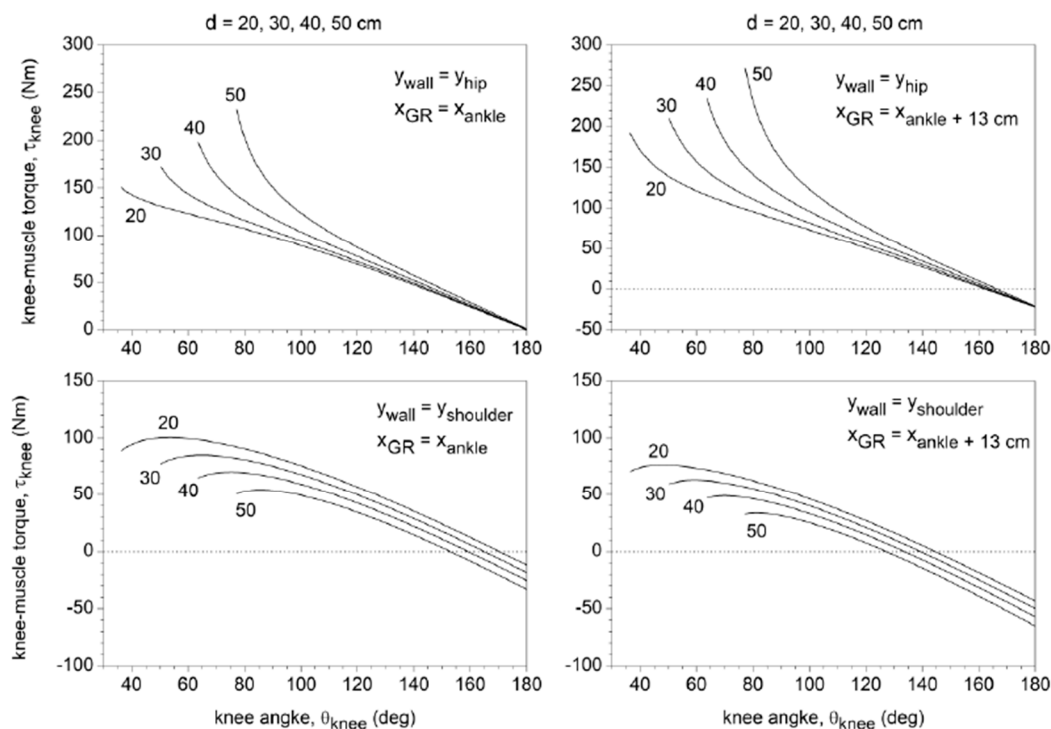 d = 20, 30, 40, 50 cm
300
250
200
150
100
50
0
40 60 80 100 120 140 160 180
knee-muscle torque, τknee (Nm)
ywall = yhip
xGR = xankle
50
40
30
20
d = 20, 30, 40, 50 cm
300
250
200
150
100
50
0
-50
40 60 80 100 120 140 160 180
ywall = yhip
xGR = xankle + 13 cm
50
40
30
20
150
100
50
0
-50
-100
40 60 80 100 120 140 160 180
knee-muscle torque, τknee (Nm)
knee angke, θknee (deg)
ywall = yshoulder
xGR = xankle
20
30
40
50
150
100
50
0
-50
-100
40 60 80 100 120 140 160 180
knee angke, θknee (deg)
ywall = yshoulder
xGR = xankle + 13 cm
20
30
40
50